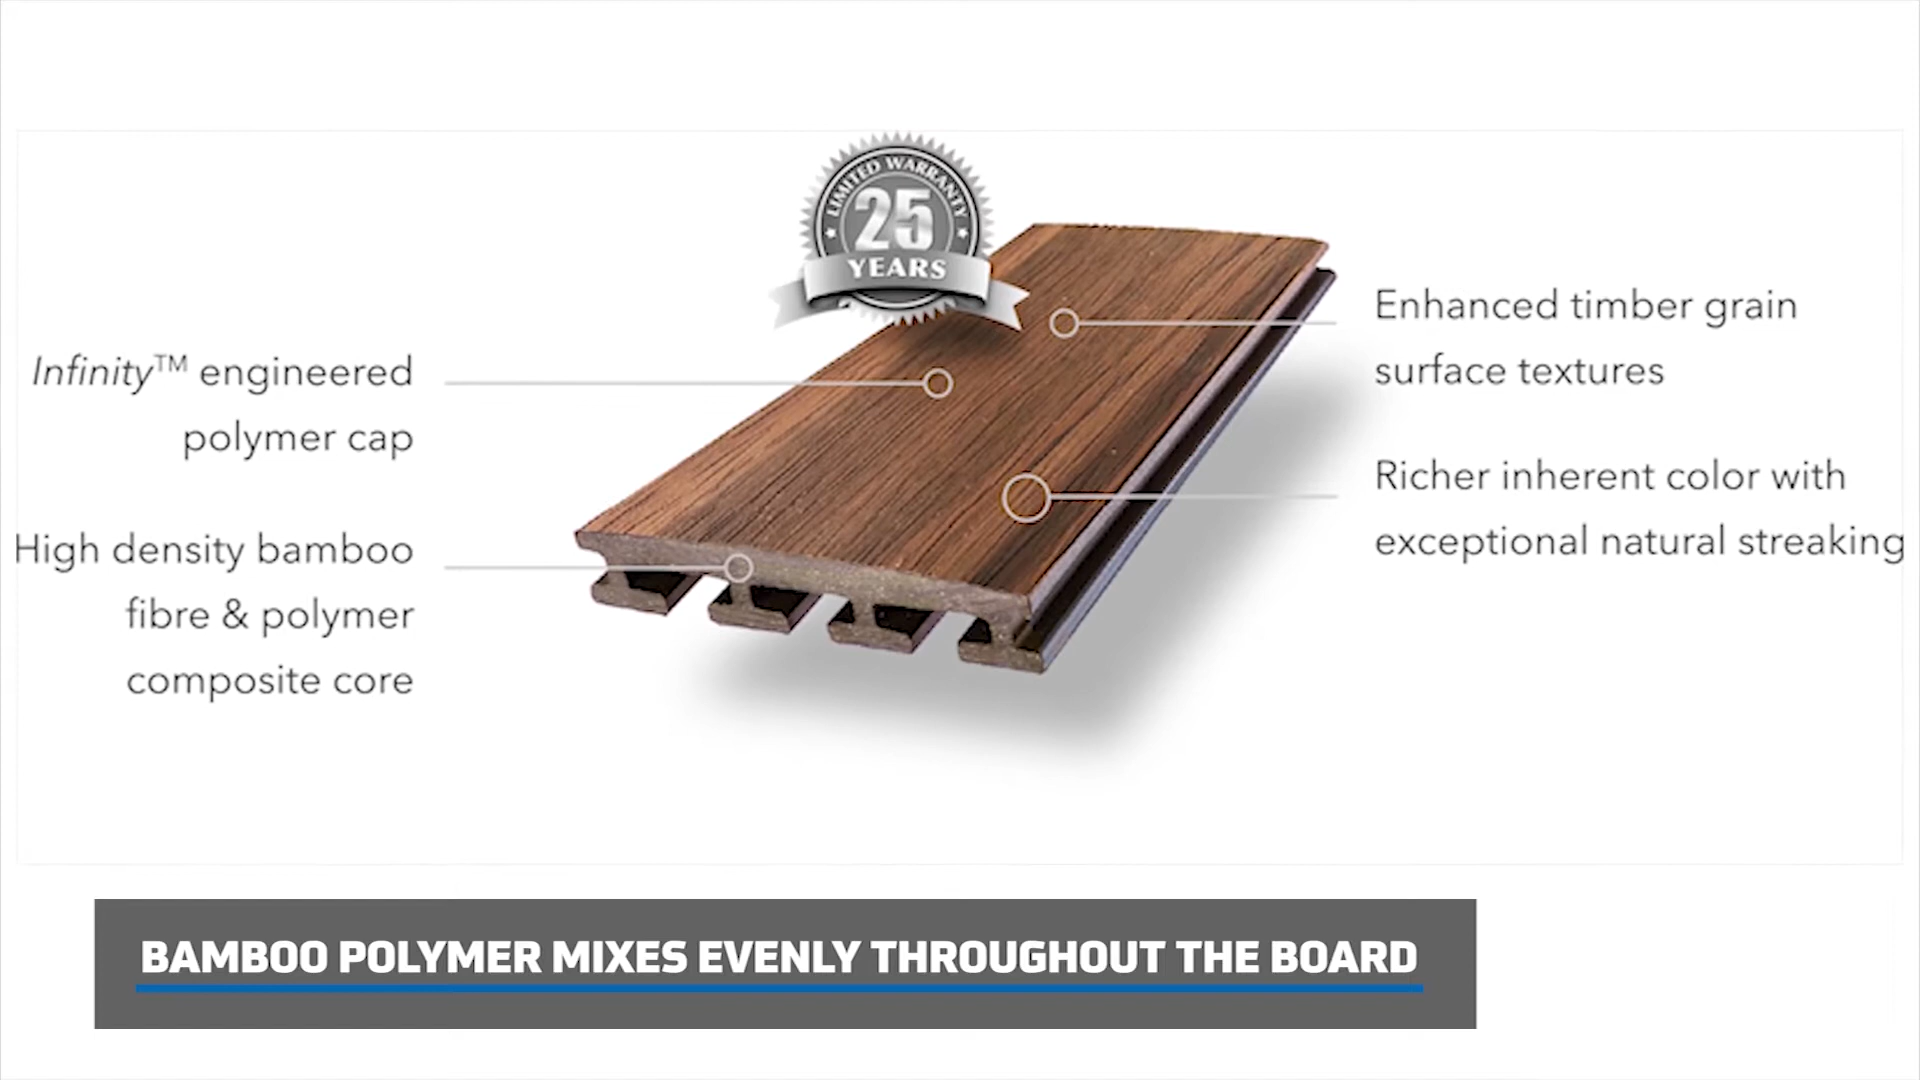 LIMITED WARRANTY
25
YEARS
Infinity™ engineered
polymer cap
High density bamboo
fibre & polymer
composite core
Enhanced timber grain
surface textures
Richer inherent color with
exceptional natural streaking
BAMBOO POLYMER MIXES EVENLY THROUGHOUT THE BOARD